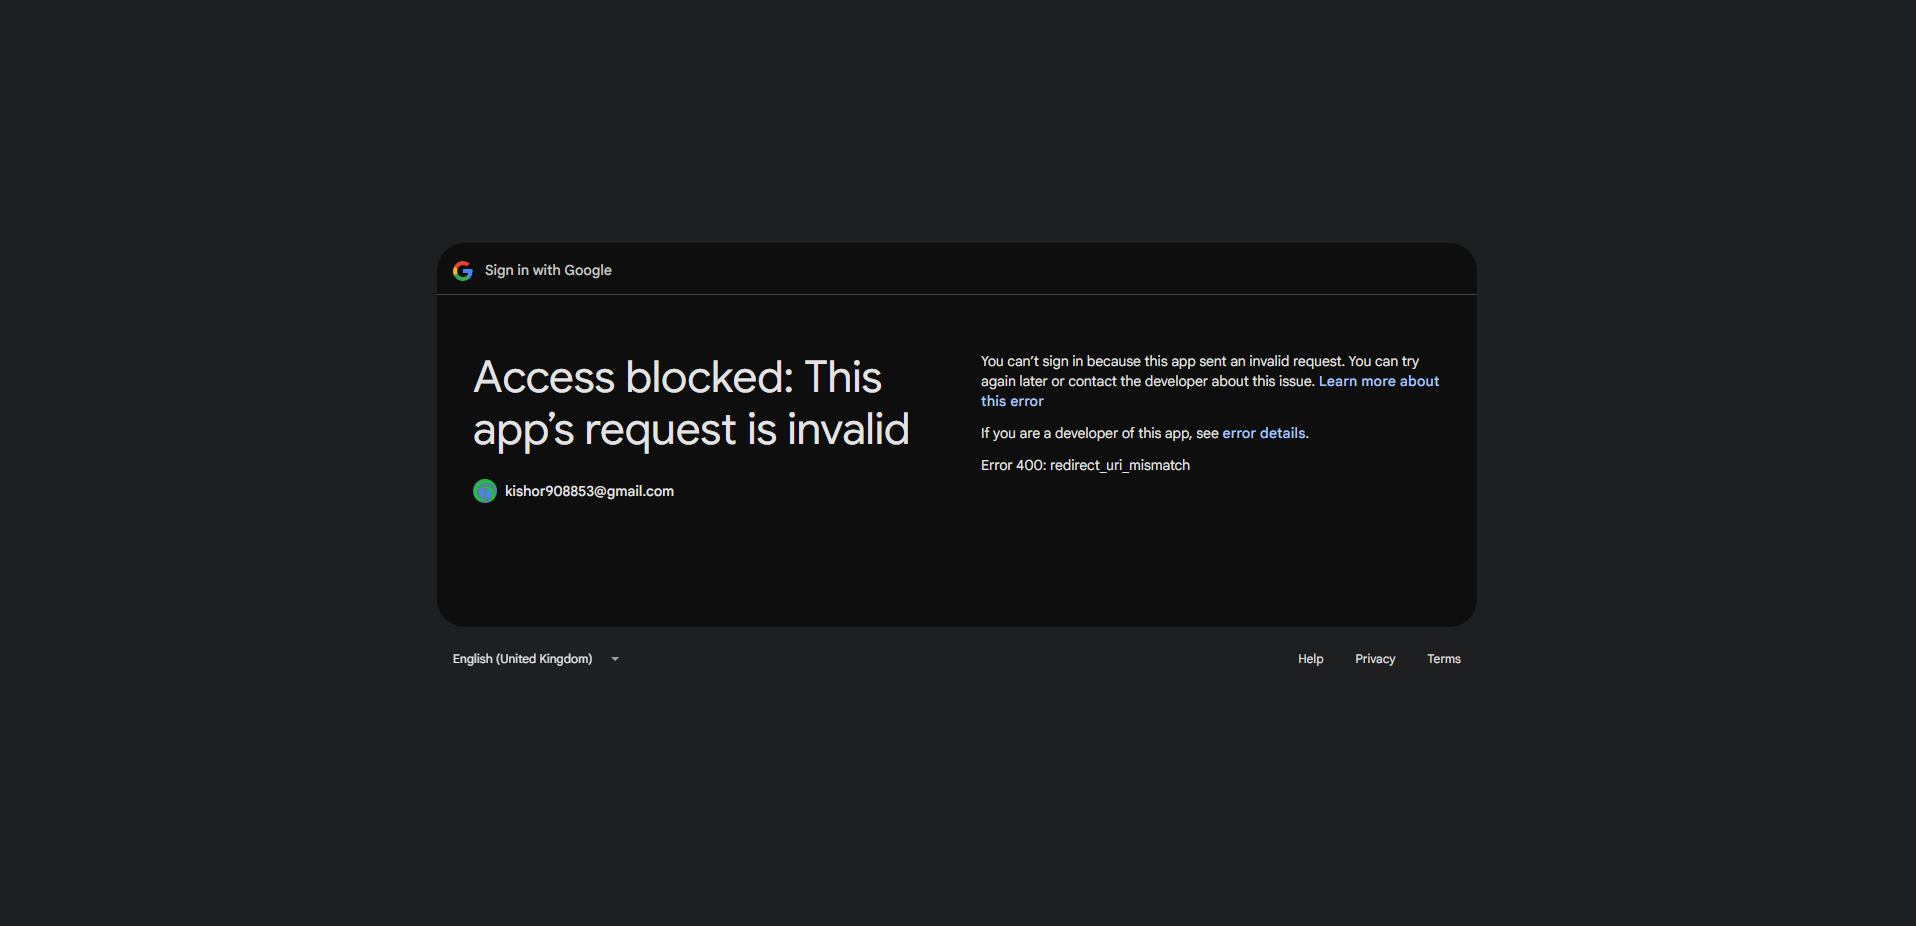 Sign in with Google
Access blocked: This
app’s request is invalid
kishor908853@gmail.com
You can’t sign in because this app sent an invalid request. You can try
again later or contact the developer about this issue. Learn more about
this error
If you are a developer of this app, see error details.
Error 400: redirect_uri_mismatch
English (United Kingdom)
Help
Privacy
Terms